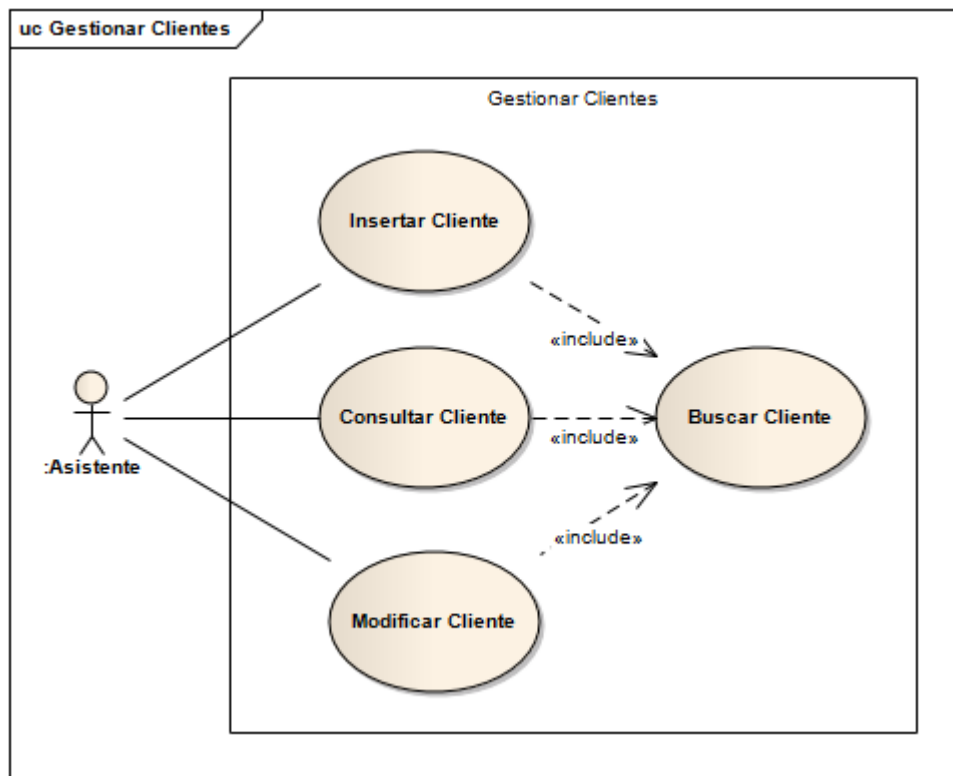 uc Gestionar Clientes
Gestionar Clientes
Insertar Cliente
«include»
:Asistente
Consultar Cliente
«include»
Buscar Cliente
«include»
Modificar Cliente